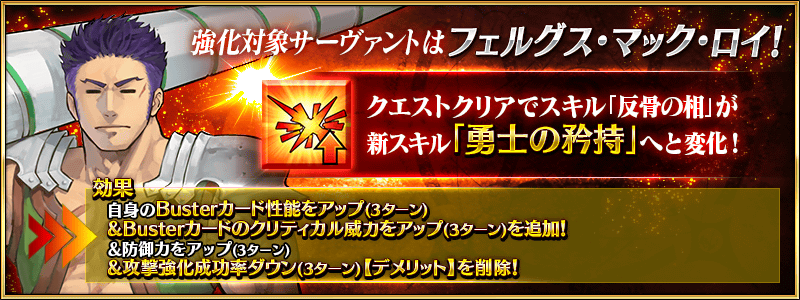 強化対象サーヴァントはフェルグス・マック・ロイ!
クエストクリアでスキル「反骨の相」が
新スキル「勇士の矜持」へと変化!
効果
自身のBusterカード性能をアップ(3ターン)
&Busterカードのクリティカル威力をアップ(3ターン)を追加!
&防御力をアップ(3ターン)
&攻撃強化成功率ダウン(3ターン)【デメリット】を削除!